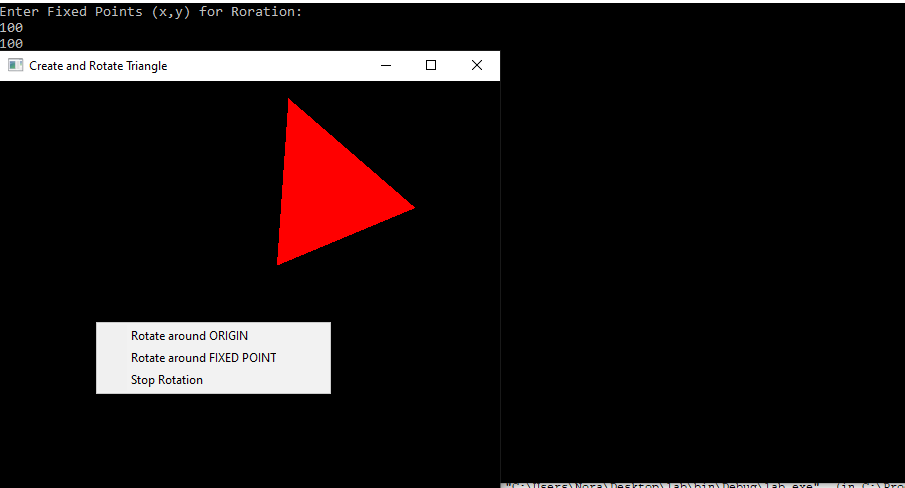 Enter Fixed Points (x,y) for Roration:
100
100
Create and Rotate Triangle
Rotate around ORIGIN
Rotate around FIXED POINT
Stop Rotation
"C:\Users\Nora\Desktop\lab\bin\Debug\lab.exe" (in C:\Pro